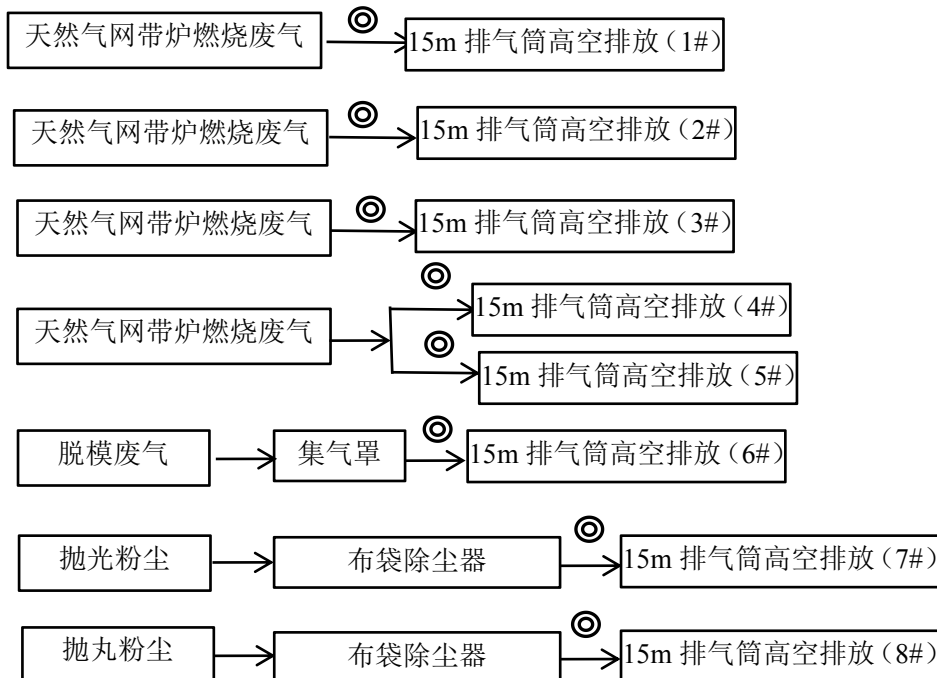 天然气网带炉燃烧废气
15m 排气筒高空排放（1#）
天然气网带炉燃烧废气
15m 排气筒高空排放（2#）
天然气网带炉燃烧废气
15m 排气筒高空排放（3#）
天然气网带炉燃烧废气
15m 排气筒高空排放（4#）
15m 排气筒高空排放（5#）
脱模废气
集气罩
15m 排气筒高空排放（6#）
抛光粉尘
布袋除尘器
15m 排气筒高空排放（7#）
抛丸粉尘
布袋除尘器
15m 排气筒高空排放（8#）